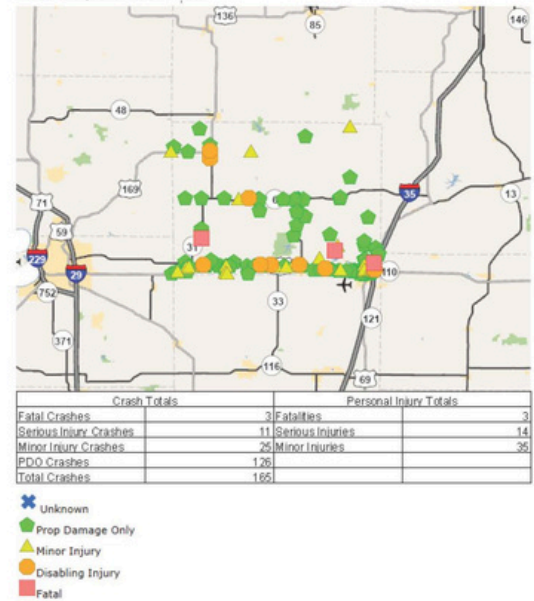 136
85
146
48
169
13
71
35
6
59
31
229
29
110
752
33
121
371
116
69
Crash Totals Personal Injury Totals
Fatal Crashes 3 Fatalities 3
Serious Injury Crashes 11 Serious Injuries 14
Minor Injury Crashes 25 Minor Injuries 35
PDO Crashes 126
Total Crashes 165
Unknown
Prop Damage Only
Minor Injury
Disabling Injury
Fatal